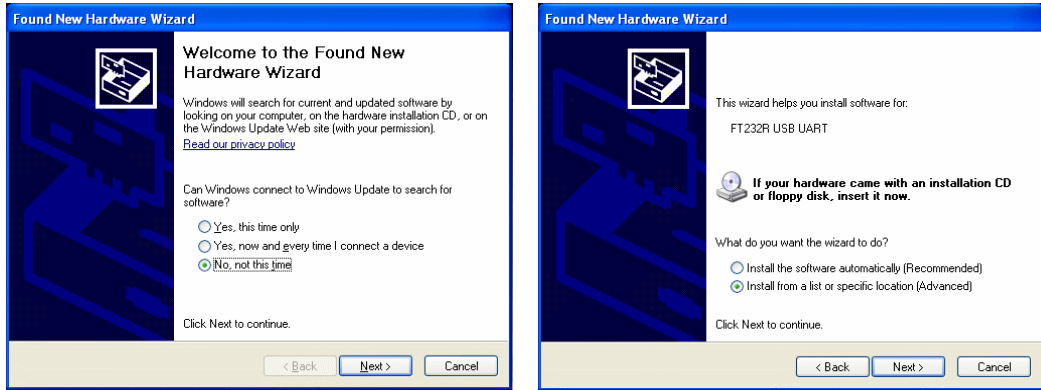 Found New Hardware Wizard
Welcome to the Found New
Hardware Wizard
Windows will search for current and updated software by
looking on your computer, on the hardware installation CD, or on
the Windows Update Web site (with your permission).
Read our privacy policy
Can Windows connect to Windows Update to search for
software?
Yes, this time only
Yes, now and every time I connect a device
No, not this time
Click Next to continue.
< Back
Next >
Cancel
Found New Hardware Wizard
This wizard helps you install software for:
FT232R USB UART
If your hardware came with an installation CD
or floppy disk, insert it now.
What do you want the wizard to do?
Install the software automatically (Recommended)
Install from a list or specific location (Advanced)
Click Next to continue.
< Back
Next >
Cancel